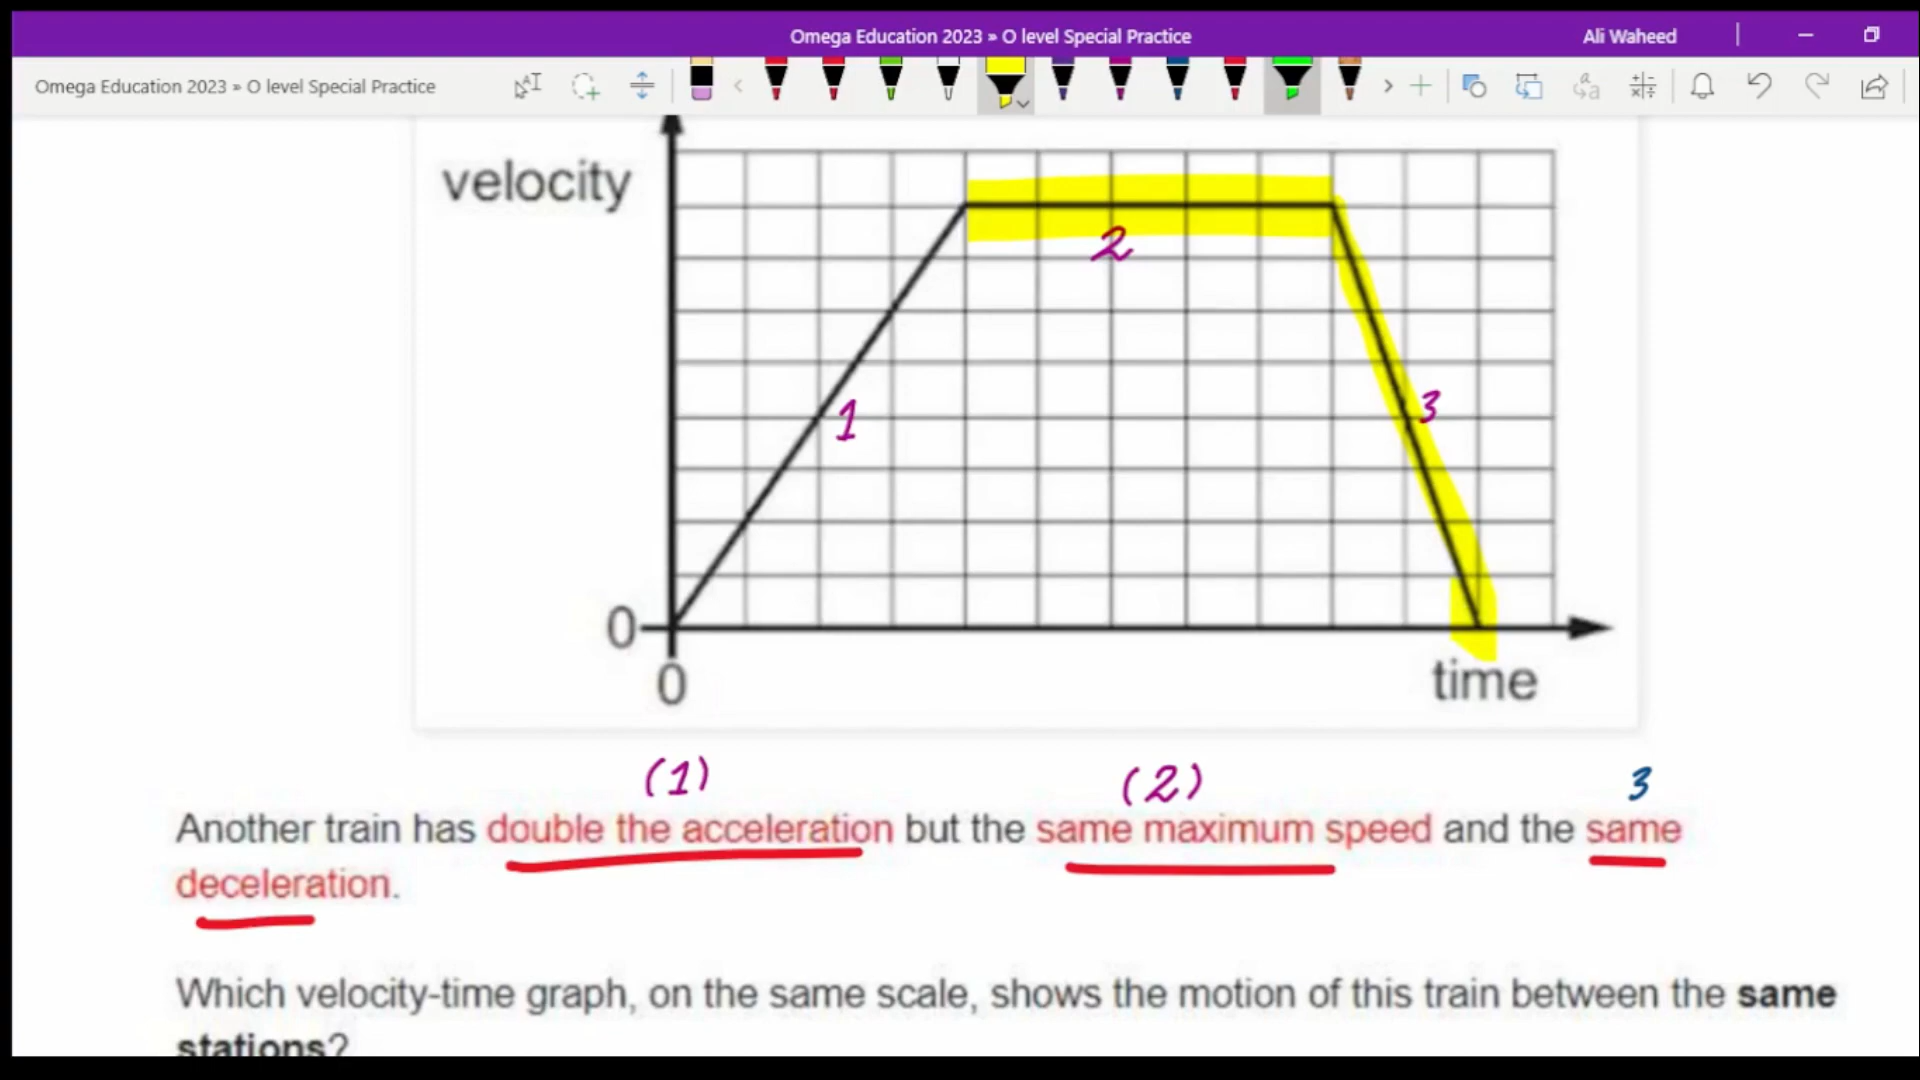 Omega Education 2023 » O level Special Practice
Ali Waheed
Omega Education 2023 » O level Special Practice
velocity
2
1
3
0
0
time
(1)
(2)
3
Another train has double the acceleration but the same maximum speed and the same
deceleration.
Which velocity-time graph, on the same scale, shows the motion of this train between the same
stations?